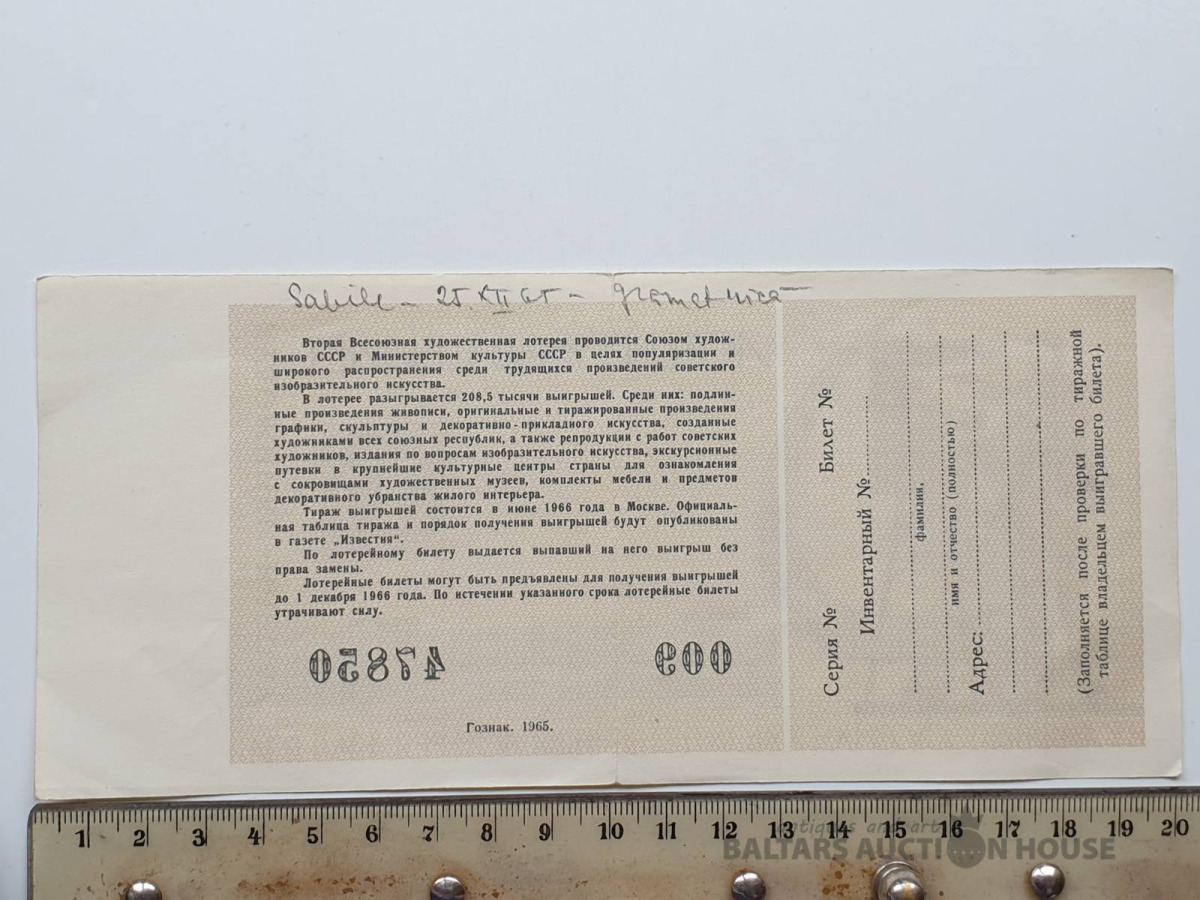 Sabile – 25 XII 65 – gramatnicā
Вторая Всесоюзная художественная лотерея проводится Союзом худож-
ников СССР и Министерством культуры СССР в целях популяризации и
широкого распространения среди трудящихся произведений советского
изобразительного искусства.
В лотерее разыгрывается 208,5 тысячи выигрышей. Среди них: подлин-
ные произведения живописи, оригинальные и тиражированные произведения
графики, скульптуры и декоративно-прикладного искусства, созданные
художниками всех союзных республик, а также репродукции с работ советских
художников, издания по вопросам изобразительного искусства, экскурсионные
путевки в крупнейшие культурные центры страны для ознакомления
с сокровищами художественных музеев, комплекты мебели и предметов
декоративного убранства жилого интерьера.
Тираж выигрышей состоится в июне 1966 года в Москве. Официаль-
ная таблица тиража и порядок получения выигрышей будут опубликованы
в газете „Известия“.
По лотерейному билету выдается выпавший на него выигрыш без
права замены.
Лотерейные билеты могут быть предъявлены для получения выигрышей
до 1 декабря 1966 года. По истечении указанного срока лотерейные билеты
утрачивают силу.
47850 009
Гознак. 1965.
Серия № Билет №
Инвентарный №
фамилия,
имя и отчество (полностью)
Адрес:
(Заполняется после проверки по тиражной
таблице владельцем выигравшего билета).
1 2 3 4 5 6 7 8 9 10 11 12 13 14 15 16 17 18 19 20
antiques and art
BALTARS AUCTION HOUSE